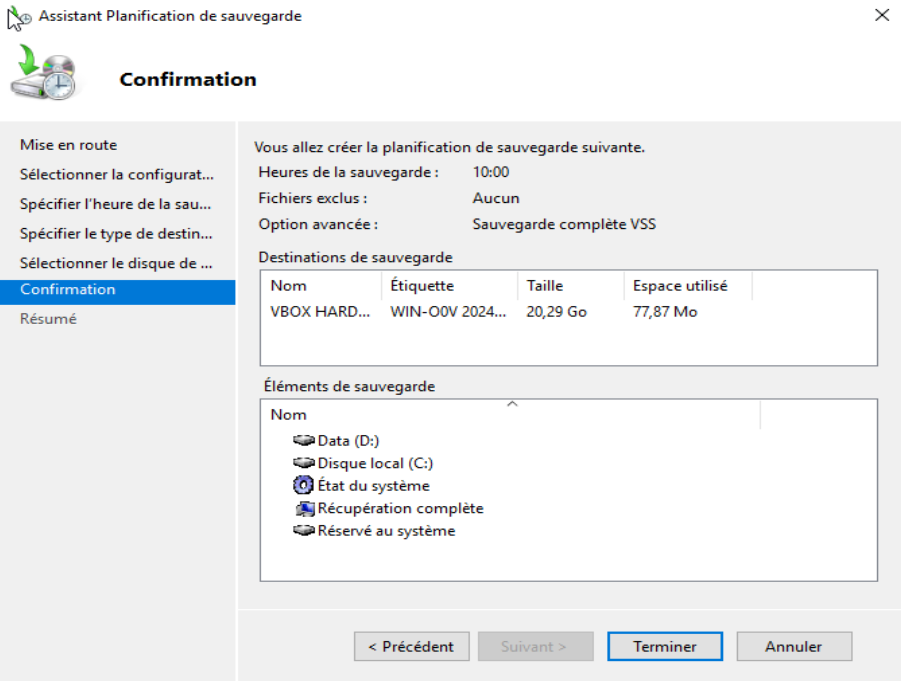 Assistant Planification de sauvegarde
Confirmation
Mise en route
Sélectionner la configurat...
Spécifier l'heure de la sau...
Spécifier le type de destin...
Sélectionner le disque de ...
Confirmation
Résumé
Vous allez créer la planification de sauvegarde suivante.
Heures de la sauvegarde : 10:00
Fichiers exclus : Aucun
Option avancée : Sauvegarde complète VSS
Destinations de sauvegarde
Nom Étiquette Taille Espace utilisé
VBOX HARD... WIN-O0V 2024... 20,29 Go 77,87 Mo
Éléments de sauvegarde
Nom
Data (D:)
Disque local (C:)
État du système
Récupération complète
Réservé au système
< Précédent Suivant > Terminer Annuler